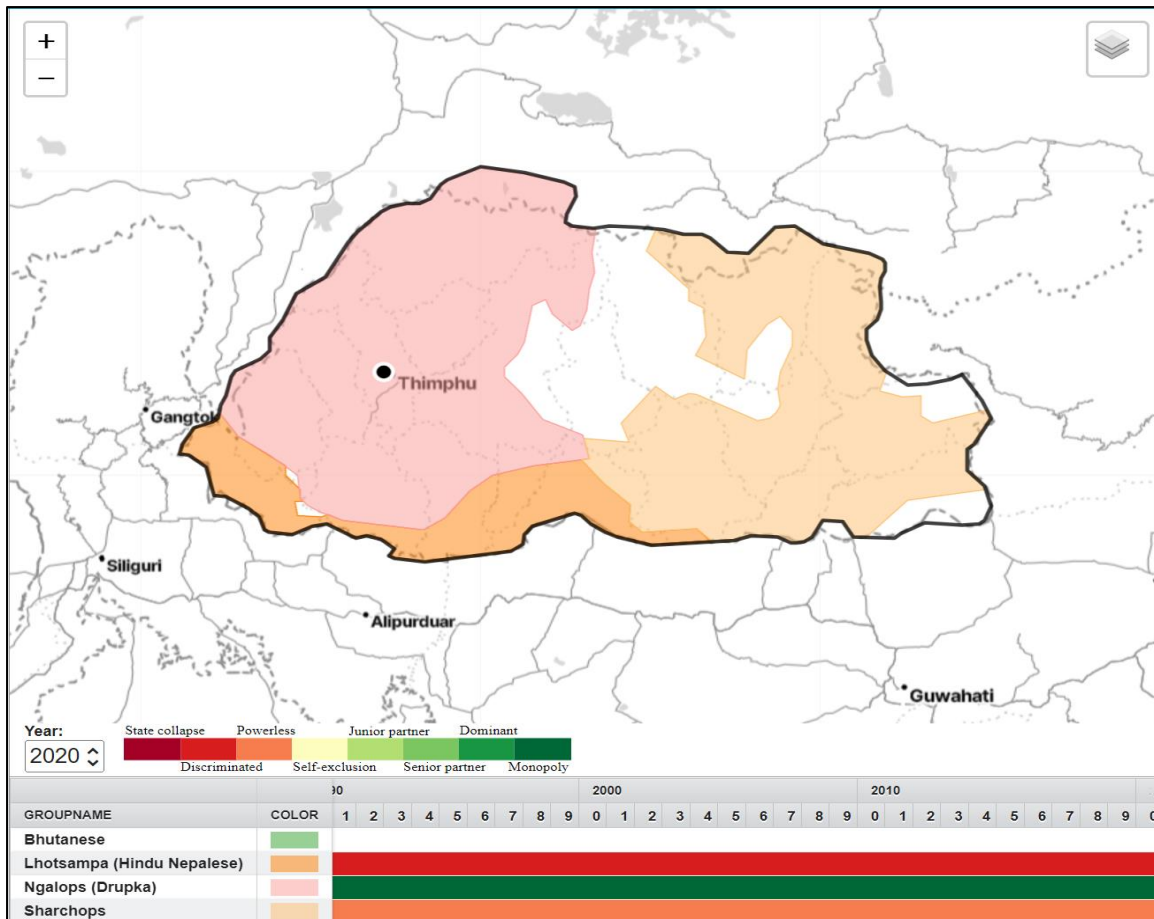 +
−
Thimphu
Gangtok
Siliguri
Alipurduar
Guwahati
Year:
2020
State collapse Powerless Junior partner Dominant
Discriminated Self-exclusion Senior partner Monopoly
90 2000 2010
GROUPNAME COLOR 1 2 3 4 5 6 7 8 9 0 1 2 3 4 5 6 7 8 9 0 1 2 3 4 5 6 7 8 9 0
Bhutanese
Lhotsampa (Hindu Nepalese)
Ngalops (Drupka)
Sharchops